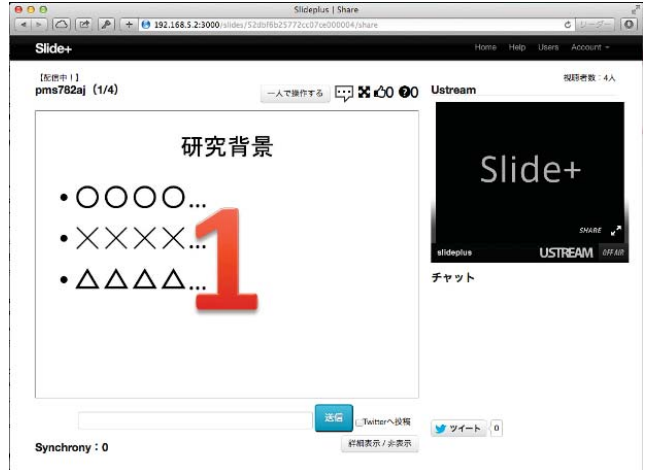 Slideplus | Share
192.168.5.2:3000/slides/52dbf6b25772cc07ce000004/share
リーダー
Slide+
Home Help Users Account
【配信中！】
視聴者数：4人
pms782aj（1/4）
一人で操作する
0
0
Ustream
研究背景
• ○○○○...
• ××××...
• △△△△...
1
Slide+
SHARE
slideplus
USTREAM
OFF AIR
チャット
送信
Twitterへ投稿
ツイート
0
Synchrony：0
詳細表示 / 非表示